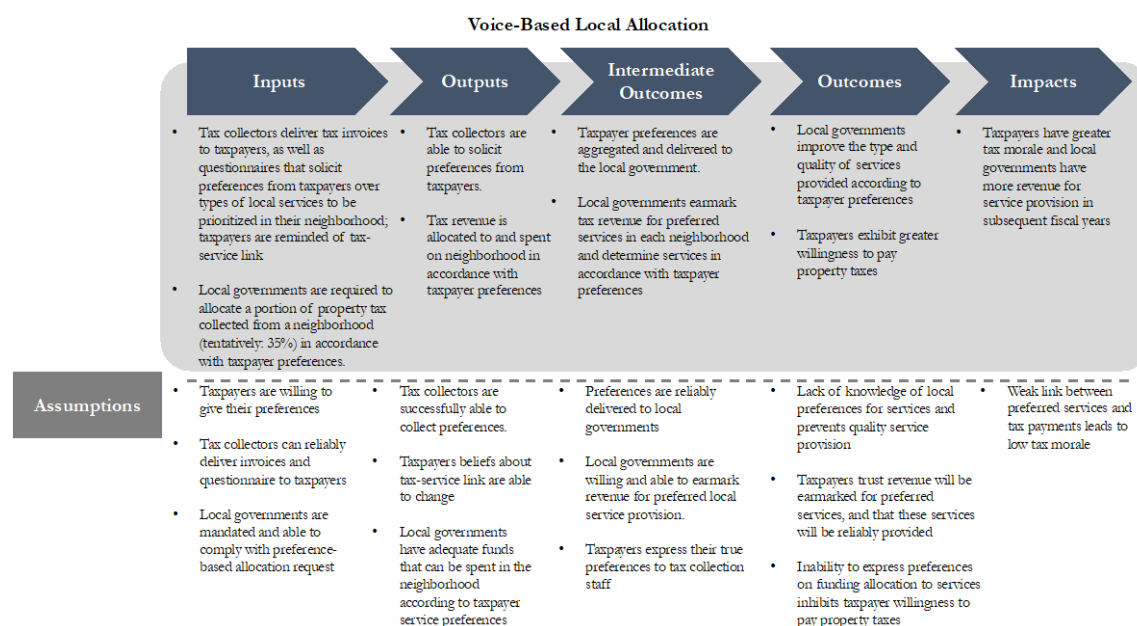 Voice-Based Local Allocation
Inputs
Outputs
Intermediate
Outcomes
Outcomes
Impacts
• Tax collectors deliver tax invoices
to taxpayers, as well as
questionnaires that solicit
preferences from taxpayers over
types of local services to be
prioritized in their neighborhood;
taxpayers are reminded of tax-
service link
• Local governments are required to
allocate a portion of property tax
collected from a neighborhood
(tentatively: 35%) in accordance
with taxpayer preferences.
• Tax collectors are
able to solicit
preferences from
taxpayers.
• Tax revenue is
allocated to and spent
on neighborhood in
accordance with
taxpayer preferences
• Taxpayer preferences are
aggregated and delivered to
the local government.
• Local governments earmark
tax revenue for preferred
services in each neighborhood
and determine services in
accordance with taxpayer
preferences
• Local governments
improve the type and
quality of services
provided according to
taxpayer preferences
• Taxpayers exhibit greater
willingness to pay
property taxes
• Taxpayers have greater
tax morale and local
governments have
more revenue for
service provision in
subsequent fiscal years
Assumptions
• Taxpayers are willing to
give their preferences
• Tax collectors can reliably
deliver invoices and
questionnaire to taxpayers
• Local governments are
mandated and able to
comply with preference-
based allocation request
• Tax collectors are
successfully able to
collect preferences.
• Taxpayers beliefs about
tax-service link are able
to change
• Local governments
have adequate funds
that can be spent in the
neighborhood
according to taxpayer
service preferences
• Preferences are reliably
delivered to local
governments
• Local governments are
willing and able to earmark
revenue for preferred local
service provision.
• Taxpayers express their true
preferences to tax collection
staff
• Lack of knowledge of local
preferences for services and
prevents quality service
provision
• Taxpayers trust revenue will be
earmarked for preferred
services, and that these services
will be reliably provided
• Inability to express preferences
on funding allocation to services
inhibits taxpayer willingness to
pay property taxes
• Weak link between
preferred services and
tax payments leads to
low tax morale